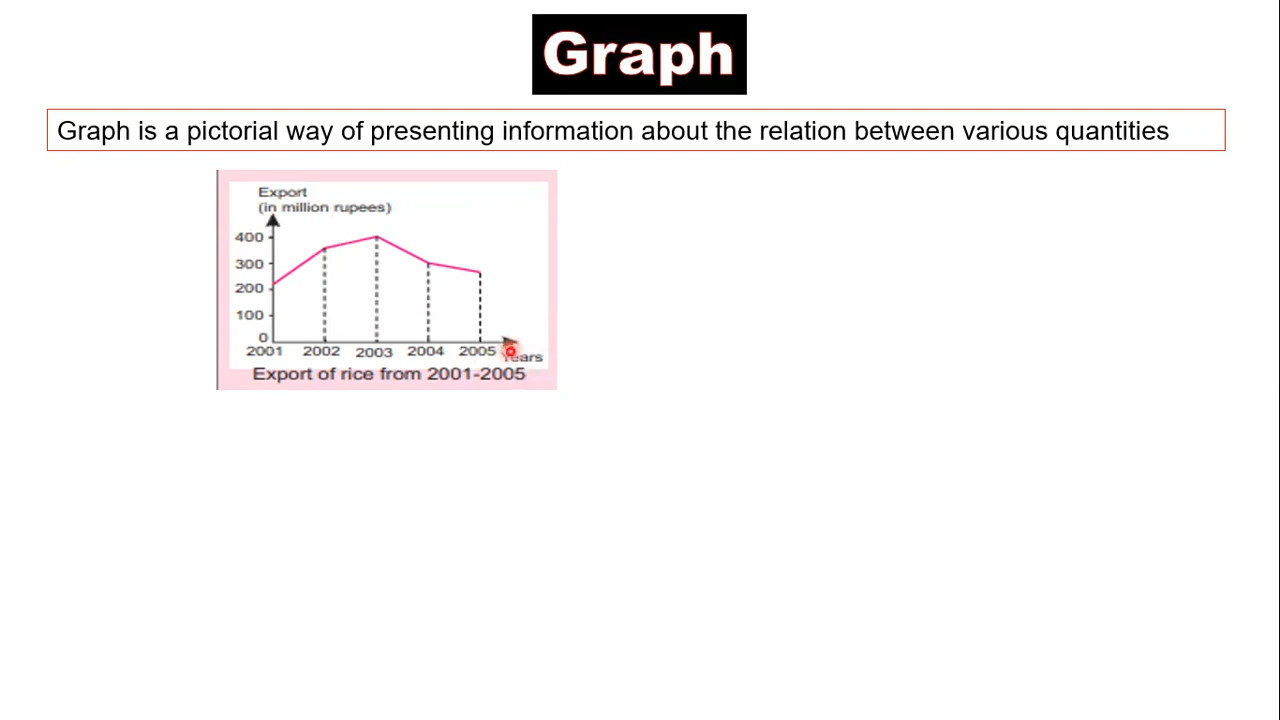 Graph
Graph is a pictorial way of presenting information about the relation between various quantities
Export
(in million rupees)
400
300
200
100
0
2001 2002 2003 2004 2005
Years
Export of rice from 2001-2005